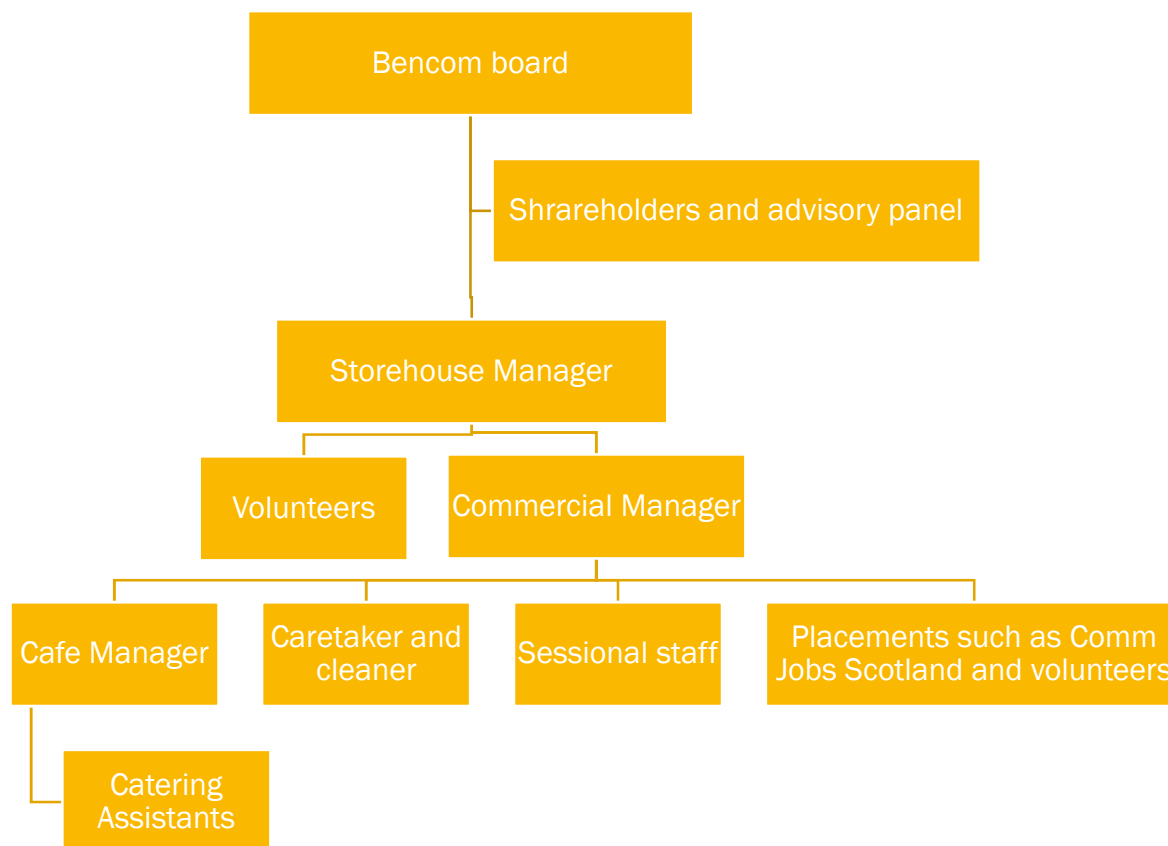 Bencom board
Shrareholders and advisory panel
Storehouse Manager
Volunteers
Commercial Manager
Cafe Manager
Caretaker and
cleaner
Sessional staff
Placements such as Comm
Jobs Scotland and volunteers
Catering
Assistants